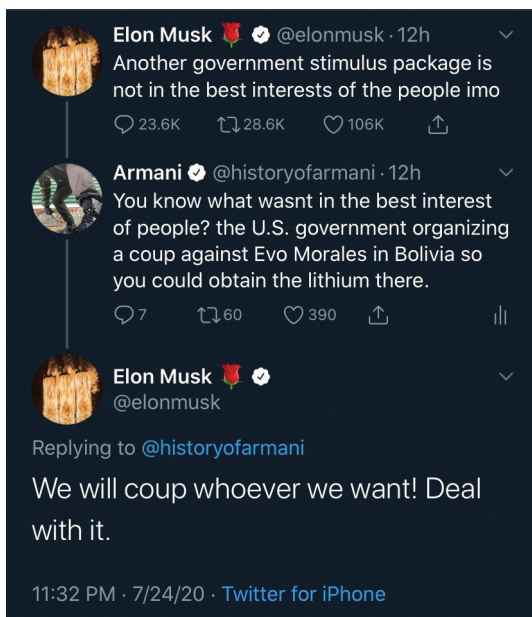 Elon Musk 🌹 @elonmusk · 12h
Another government stimulus package is
not in the best interests of the people imo
23.6K 28.6K 106K
Armani @historyofarmani · 12h
You know what wasnt in the best interest
of people? the U.S. government organizing
a coup against Evo Morales in Bolivia so
you could obtain the lithium there.
7 60 390
Elon Musk 🌹
@elonmusk
Replying to @historyofarmani
We will coup whoever we want! Deal
with it.
11:32 PM · 7/24/20 · Twitter for iPhone